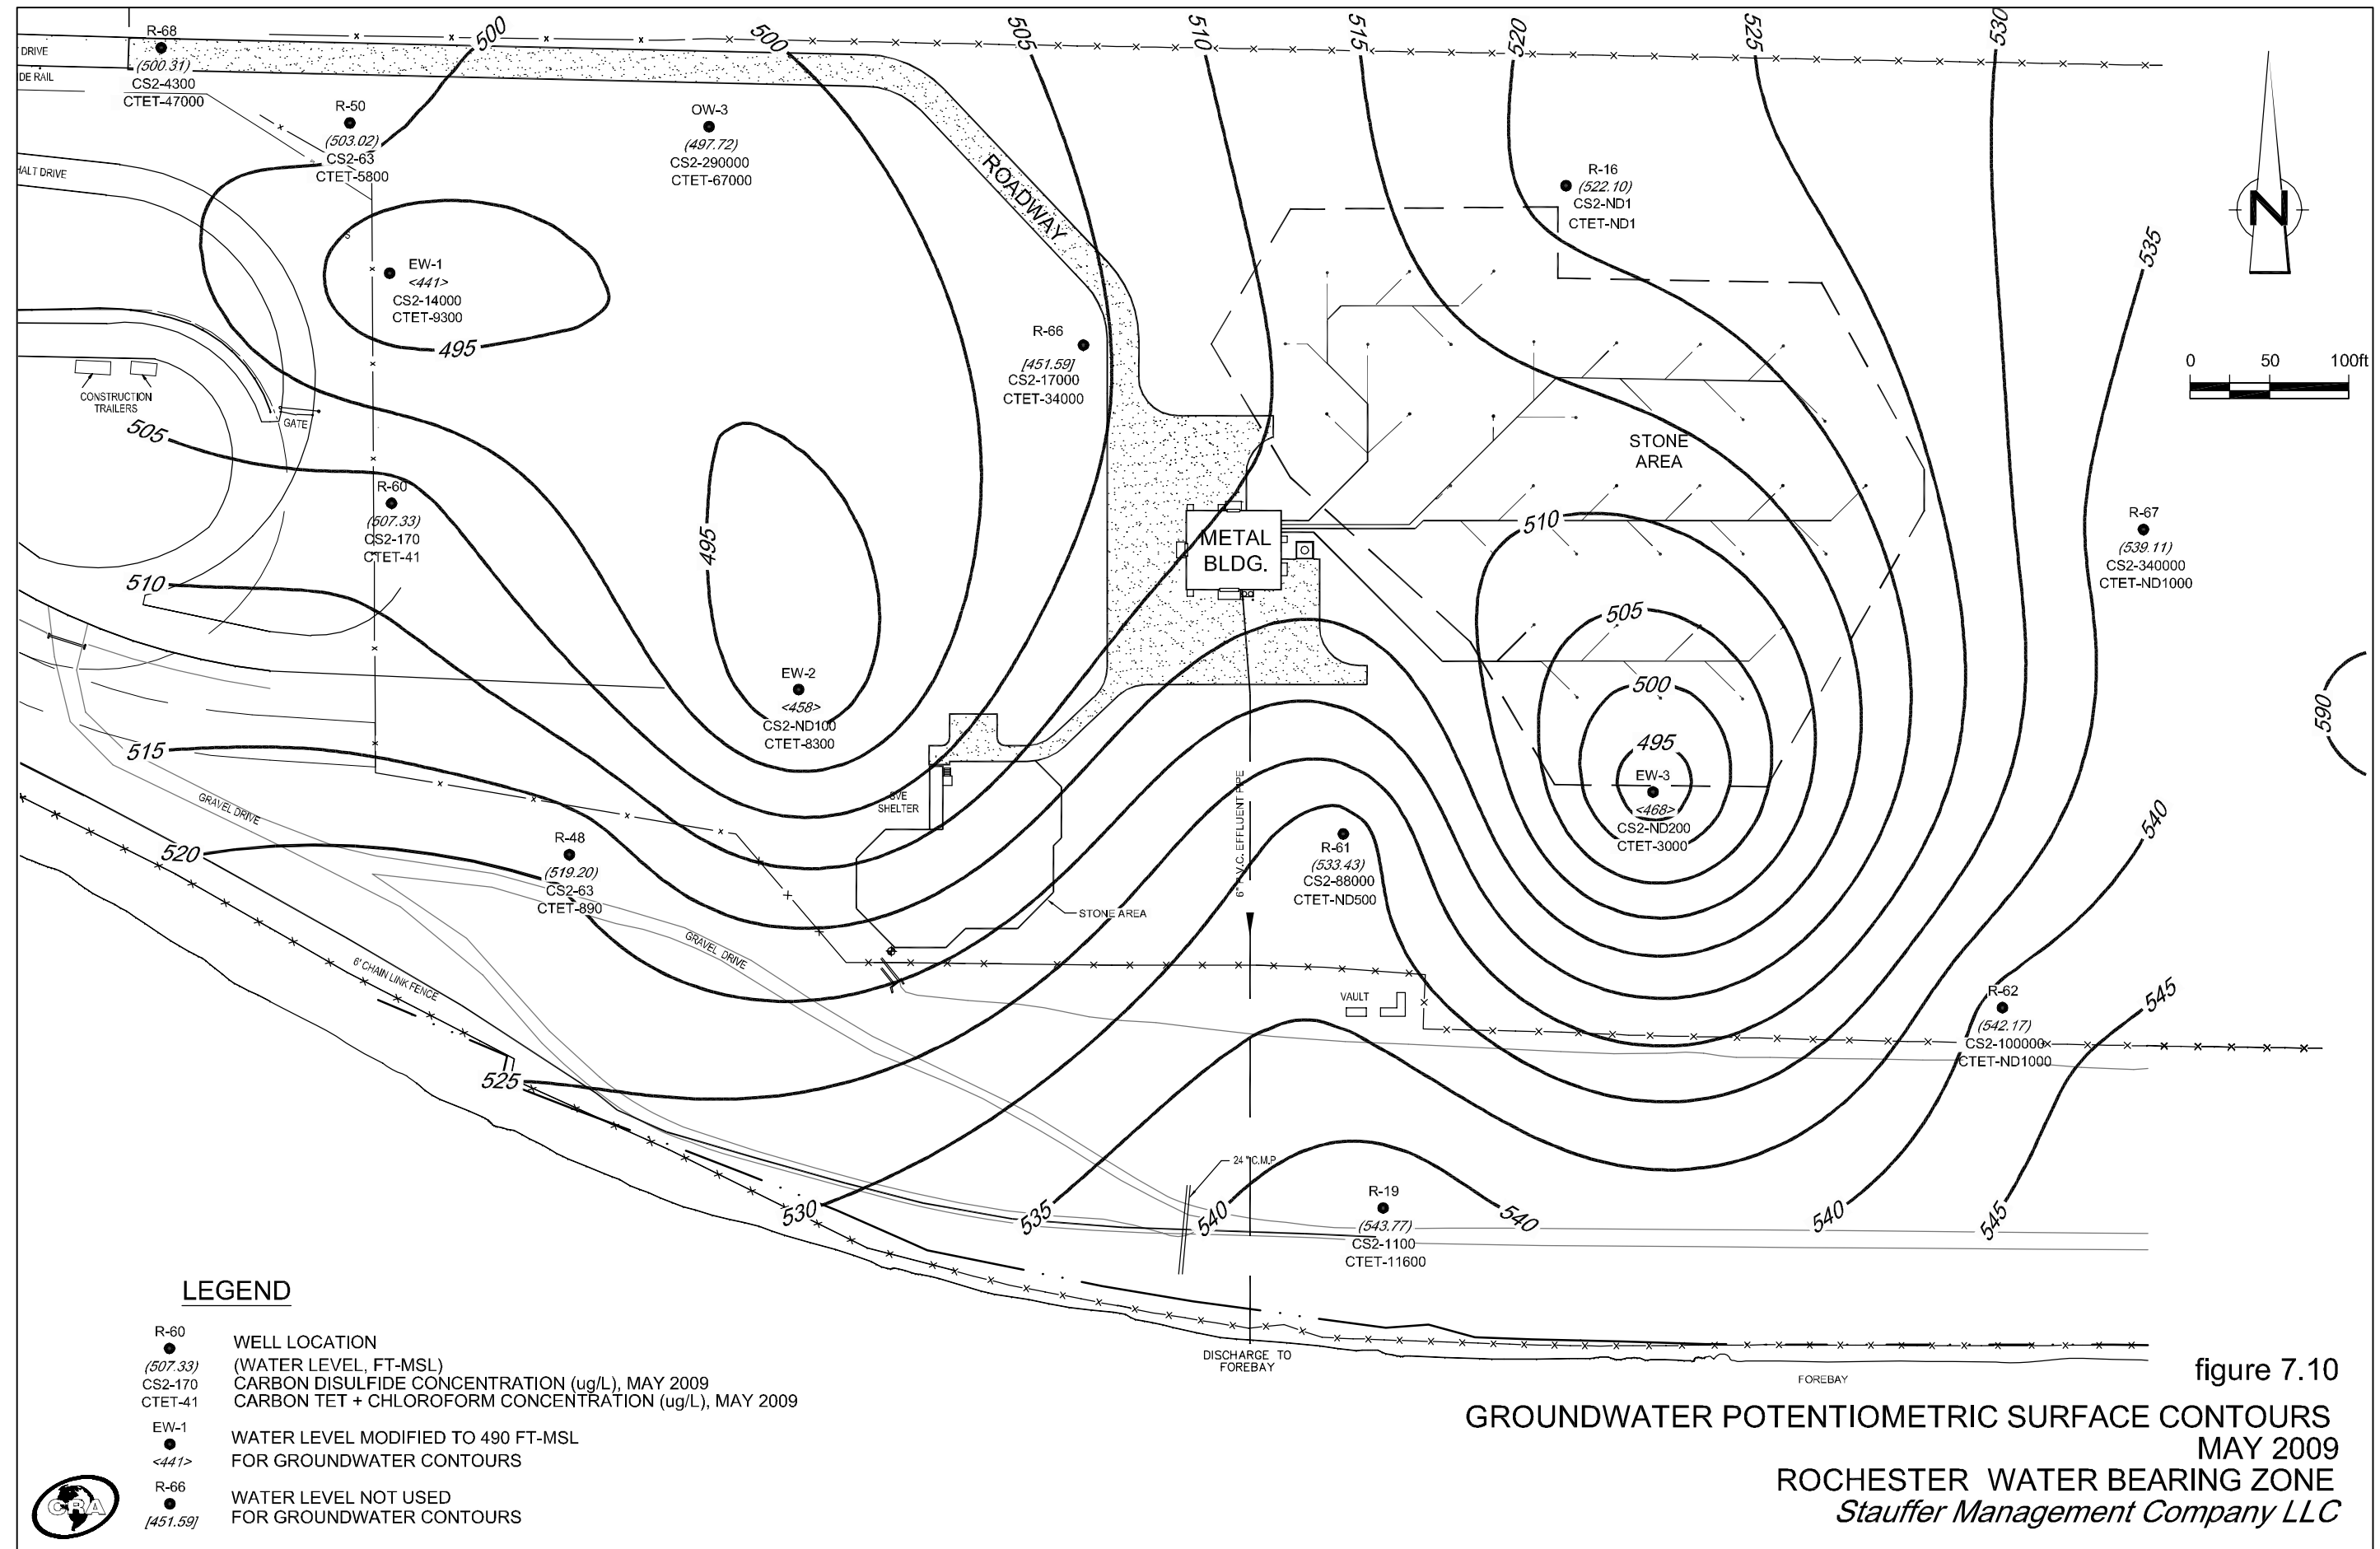 500
500
505
510
515
520
525
530
DRIVE
DE RAIL
R-68
(500.31)
CS2-4300
CTET-47000
R-50
(503.02)
CS2-63
CTET-5800
OW-3
(497.72)
CS2-290000
CTET-67000
ROADWAY
R-16
(522.10)
CS2-ND1
CTET-ND1
N
HALT DRIVE
EW-1
<441>
CS2-14000
CTET-9300
495
535
R-66
[451.59]
CS2-17000
CTET-34000
0 50 100ft
CONSTRUCTION
TRAILERS
GATE
505
STONE
AREA
R-60
(507.33)
CS2-170
CTET-41
495
METAL
BLDG.
510
R-67
(539.11)
CS2-340000
CTET-ND1000
510
505
500
590
EW-2
<458>
CS2-ND100
CTET-8300
495
EW-3
<468>
CS2-ND200
CTET-3000
515
GRAVEL DRIVE
SVE
SHELTER
6" P.V.C. EFFLUENT PIPE
540
520
R-48
(519.20)
CS2-63
CTET-890
R-61
(533.43)
CS2-88000
CTET-ND500
STONE AREA
GRAVEL DRIVE
6' CHAIN LINK FENCE
VAULT
R-62
(542.17)
CS2-100000
CTET-ND1000
545
525
24" C.M.P
530
535
540
R-19
(543.77)
CS2-1100
CTET-11600
540
540
545
DISCHARGE TO
FOREBAY
FOREBAY
LEGEND
R-60
WELL LOCATION
(507.33) (WATER LEVEL, FT-MSL)
CS2-170 CARBON DISULFIDE CONCENTRATION (ug/L), MAY 2009
CTET-41 CARBON TET + CHLOROFORM CONCENTRATION (ug/L), MAY 2009
EW-1
WATER LEVEL MODIFIED TO 490 FT-MSL
<441> FOR GROUNDWATER CONTOURS
R-66
WATER LEVEL NOT USED
[451.59] FOR GROUNDWATER CONTOURS
CRA
figure 7.10
GROUNDWATER POTENTIOMETRIC SURFACE CONTOURS
MAY 2009
ROCHESTER WATER BEARING ZONE
Stauffer Management Company LLC